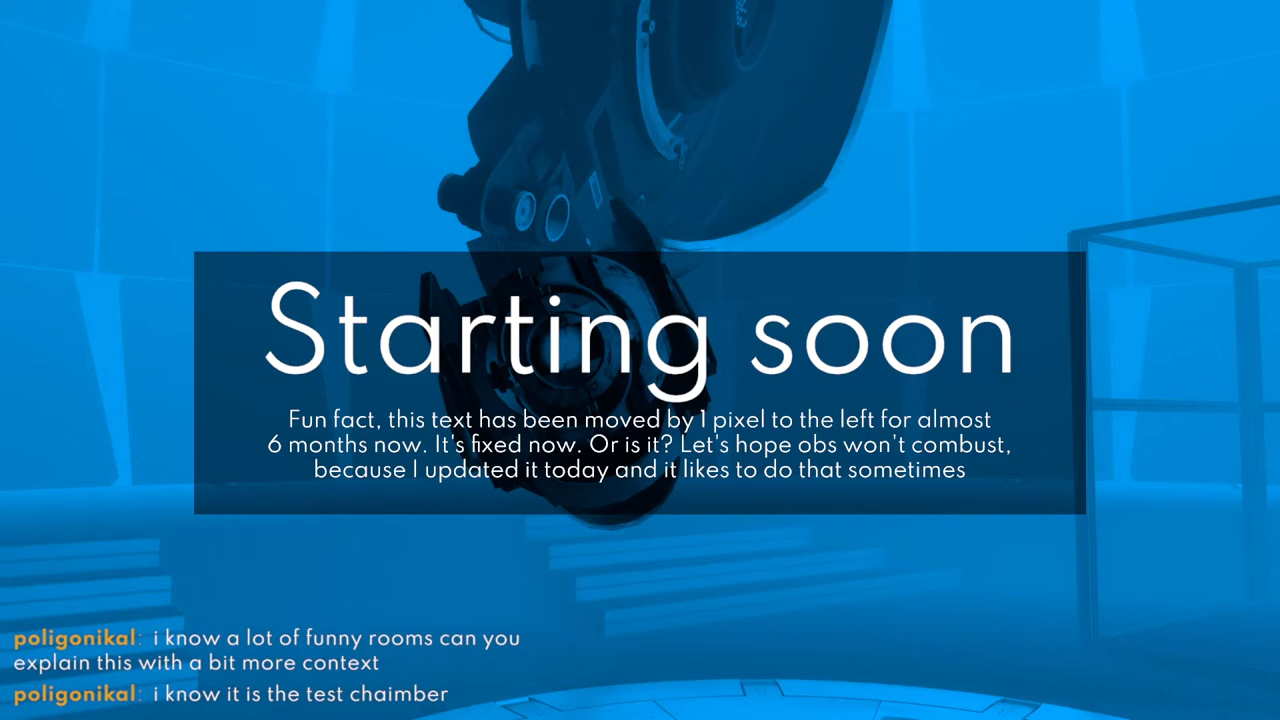 Starting soon
Fun fact, this text has been moved by 1 pixel to the left for almost
6 months now. It's fixed now. Or is it? Let's hope obs won't combust,
because I updated it today and it likes to do that sometimes
poligonikal: i know a lot of funny rooms can you
explain this with a bit more context
poligonikal: i know it is the test chaimber